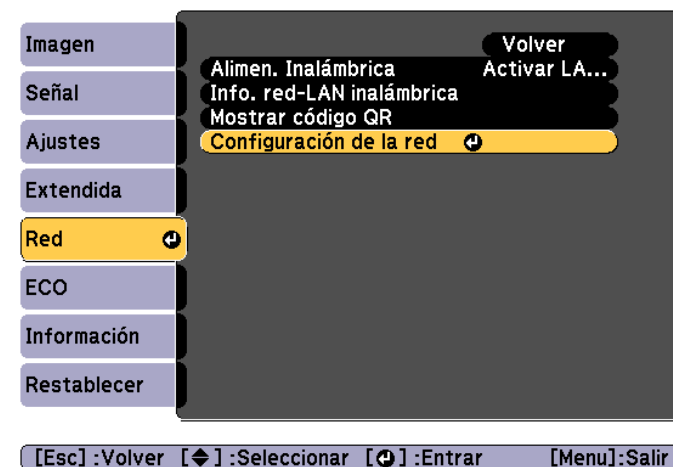 Imagen
Señal
Ajustes
Extendida
Red
ECO
Información
Restablecer
Volver
Alimen. Inalámbrica Activar LA...
Info. red-LAN inalámbrica
Mostrar código QR
Configuración de la red
[Esc] :Volver [ ] :Seleccionar [ ] :Entrar [Menu]:Salir